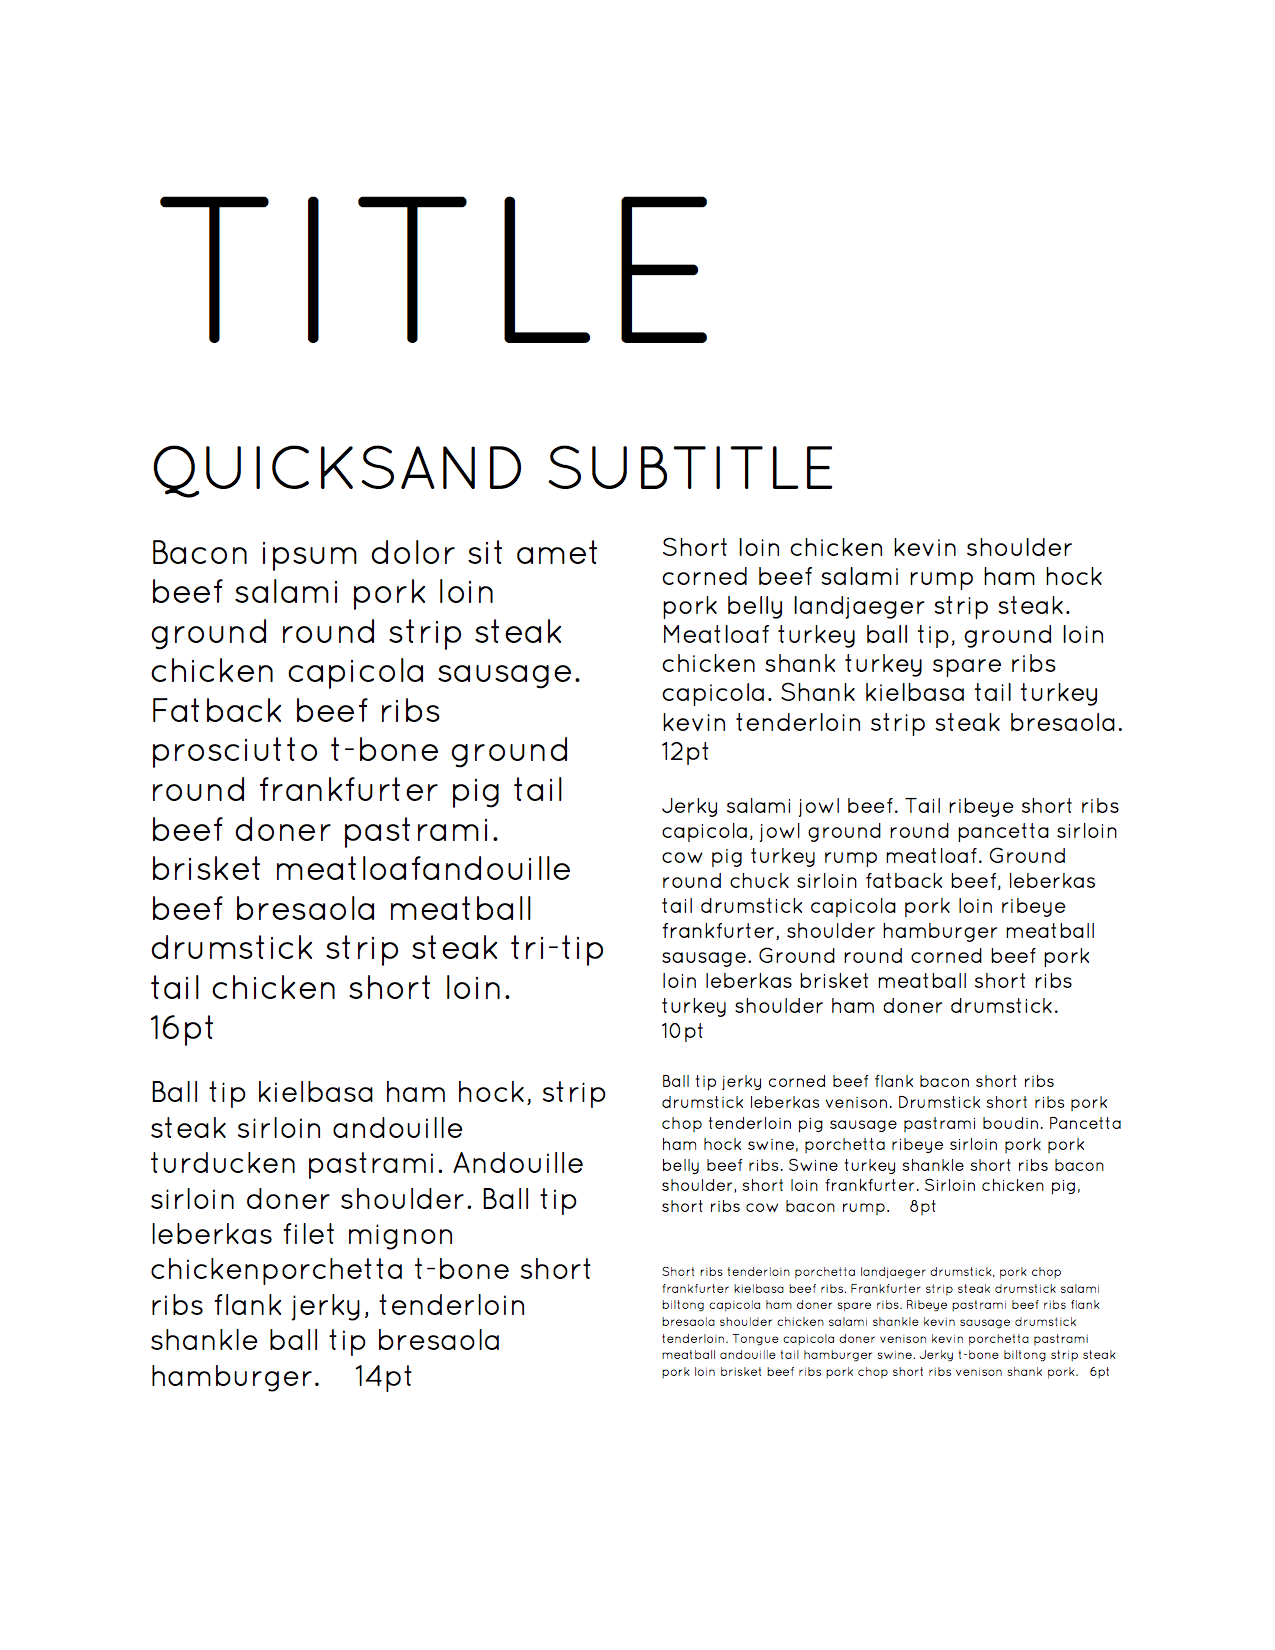 TITLE
QUICKSAND SUBTITLE
Bacon ipsum dolor sit amet
beef salami pork loin
ground round strip steak
chicken capicola sausage.
Fatback beef ribs
prosciutto t-bone ground
round frankfurter pig tail
beef doner pastrami.
brisket meatloafandouille
beef bresaola meatball
drumstick strip steak tri-tip
tail chicken short loin.
16pt
Ball tip kielbasa ham hock, strip
steak sirloin andouille
turducken pastrami. Andouille
sirloin doner shoulder. Ball tip
leberkas filet mignon
chickenporchetta t-bone short
ribs flank jerky, tenderloin
shankle ball tip bresaola
hamburger. 14pt
Short loin chicken kevin shoulder
corned beef salami rump ham hock
pork belly landjaeger strip steak.
Meatloaf turkey ball tip, ground loin
chicken shank turkey spare ribs
capicola. Shank kielbasa tail turkey
kevin tenderloin strip steak bresaola.
12pt
Jerky salami jowl beef. Tail ribeye short ribs
capicola, jowl ground round pancetta sirloin
cow pig turkey rump meatloaf. Ground
round chuck sirloin fatback beef, leberkas
tail drumstick capicola pork loin ribeye
frankfurter, shoulder hamburger meatball
sausage. Ground round corned beef pork
loin leberkas brisket meatball short ribs
turkey shoulder ham doner drumstick.
10pt
Ball tip jerky corned beef flank bacon short ribs
drumstick leberkas venison. Drumstick short ribs pork
chop tenderloin pig sausage pastrami boudin. Pancetta
ham hock swine, porchetta ribeye sirloin pork pork
belly beef ribs. Swine turkey shankle short ribs bacon
shoulder, short loin frankfurter. Sirloin chicken pig,
short ribs cow bacon rump. 8pt
Short ribs tenderloin porchetta landjaeger drumstick, pork chop
frankfurter kielbasa beef ribs. Frankfurter strip steak drumstick salami
biltong capicola ham doner spare ribs. Ribeye pastrami beef ribs flank
bresaola shoulder chicken salami shankle kevin sausage drumstick
tenderloin. Tongue capicola doner venison kevin porchetta pastrami
meatball andouille tail hamburger swine. Jerky t-bone biltong strip steak
pork loin brisket beef ribs pork chop short ribs venison shank pork. 6pt